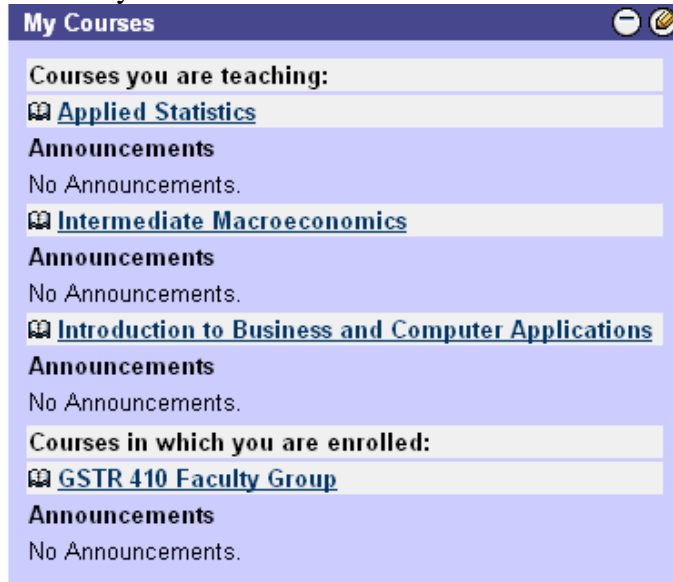 My Courses
Courses you are teaching:
Applied Statistics
Announcements
No Announcements.
Intermediate Macroeconomics
Announcements
No Announcements.
Introduction to Business and Computer Applications
Announcements
No Announcements.
Courses in which you are enrolled:
GSTR 410 Faculty Group
Announcements
No Announcements.